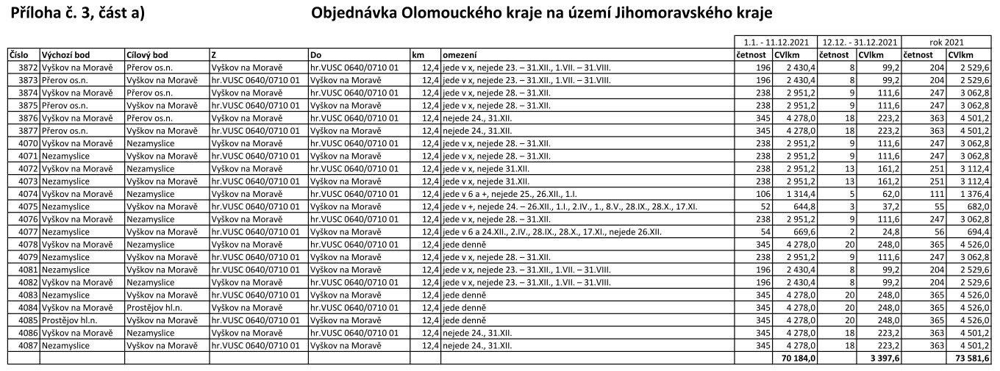 Příloha č. 3, část a) Objednávka Olomouckého kraje na území Jihomoravského kraje
1.1. - 11.12.2021 12.12. - 31.12.2021 rok 2021
Číslo Výchozí bod Cílový bod Z Do km omezení četnost CVlkm četnost CVlkm četnost CVlkm
3872 Vyškov na Moravě Přerov os.n. Vyškov na Moravě hr.VUSC 0640/0710 01 12,4 jede v x, nejede 23. – 31.XII., 1.VII. – 31.VIII. 196 2 430,4 8 99,2 204 2 529,6
3873 Přerov os.n. Vyškov na Moravě hr.VUSC 0640/0710 01 Vyškov na Moravě 12,4 jede v x, nejede 23. – 31.XII., 1.VII. – 31.VIII. 196 2 430,4 8 99,2 204 2 529,6
3874 Vyškov na Moravě Přerov os.n. Vyškov na Moravě hr.VUSC 0640/0710 01 12,4 jede v x, nejede 28. – 31.XII. 238 2 951,2 9 111,6 247 3 062,8
3875 Přerov os.n. Vyškov na Moravě hr.VUSC 0640/0710 01 Vyškov na Moravě 12,4 jede v x, nejede 28. – 31.XII. 238 2 951,2 9 111,6 247 3 062,8
3876 Vyškov na Moravě Přerov os.n. Vyškov na Moravě hr.VUSC 0640/0710 01 12,4 nejede 24., 31.XII. 345 4 278,0 18 223,2 363 4 501,2
3877 Přerov os.n. Vyškov na Moravě hr.VUSC 0640/0710 01 Vyškov na Moravě 12,4 nejede 24., 31.XII. 345 4 278,0 18 223,2 363 4 501,2
4070 Vyškov na Moravě Nezamyslice Vyškov na Moravě hr.VUSC 0640/0710 01 12,4 jede v x, nejede 28. – 31.XII. 238 2 951,2 9 111,6 247 3 062,8
4071 Nezamyslice Vyškov na Moravě hr.VUSC 0640/0710 01 Vyškov na Moravě 12,4 jede v x, nejede 28. – 31.XII. 238 2 951,2 9 111,6 247 3 062,8
4072 Vyškov na Moravě Nezamyslice Vyškov na Moravě hr.VUSC 0640/0710 01 12,4 jede v x, nejede 31.XII. 238 2 951,2 13 161,2 251 3 112,4
4073 Nezamyslice Vyškov na Moravě hr.VUSC 0640/0710 01 Vyškov na Moravě 12,4 jede v x, nejede 31.XII. 238 2 951,2 13 161,2 251 3 112,4
4074 Vyškov na Moravě Nezamyslice Vyškov na Moravě hr.VUSC 0640/0710 01 12,4 jede v 6 a +, nejede 25., 26.XII., 1.I. 106 1 314,4 5 62,0 111 1 376,4
4075 Nezamyslice Vyškov na Moravě hr.VUSC 0640/0710 01 Vyškov na Moravě 12,4 jede v +, nejede 24. – 26.XII., 1.I., 2.IV., 1., 8.V., 28.IX., 28.X., 17.XI. 52 644,8 3 37,2 55 682,0
4076 Vyškov na Moravě Nezamyslice Vyškov na Moravě hr.VUSC 0640/0710 01 12,4 jede v x, nejede 28. – 31.XII. 238 2 951,2 9 111,6 247 3 062,8
4077 Nezamyslice Vyškov na Moravě hr.VUSC 0640/0710 01 Vyškov na Moravě 12,4 jede v 6 a 24.XII., 2.IV., 28.IX., 28.X., 17.XI., nejede 26.XII. 54 669,6 2 24,8 56 694,4
4078 Vyškov na Moravě Nezamyslice Vyškov na Moravě hr.VUSC 0640/0710 01 12,4 jede denně 345 4 278,0 20 248,0 365 4 526,0
4079 Nezamyslice Vyškov na Moravě hr.VUSC 0640/0710 01 Vyškov na Moravě 12,4 jede v x, nejede 28. – 31.XII. 238 2 951,2 9 111,6 247 3 062,8
4081 Nezamyslice Vyškov na Moravě hr.VUSC 0640/0710 01 Vyškov na Moravě 12,4 jede v x, nejede 23. – 31.XII., 1.VII. – 31.VIII. 196 2 430,4 8 99,2 204 2 529,6
4082 Vyškov na Moravě Nezamyslice Vyškov na Moravě hr.VUSC 0640/0710 01 12,4 jede v x, nejede 23. – 31.XII., 1.VII. – 31.VIII. 196 2 430,4 8 99,2 204 2 529,6
4083 Nezamyslice Vyškov na Moravě hr.VUSC 0640/0710 01 Vyškov na Moravě 12,4 jede denně 345 4 278,0 20 248,0 365 4 526,0
4084 Vyškov na Moravě Prostějov hl.n. Vyškov na Moravě hr.VUSC 0640/0710 01 12,4 jede denně 345 4 278,0 20 248,0 365 4 526,0
4085 Prostějov hl.n. Vyškov na Moravě hr.VUSC 0640/0710 01 Vyškov na Moravě 12,4 jede denně 345 4 278,0 20 248,0 365 4 526,0
4086 Vyškov na Moravě Nezamyslice Vyškov na Moravě hr.VUSC 0640/0710 01 12,4 nejede 24., 31.XII. 345 4 278,0 18 223,2 363 4 501,2
4087 Nezamyslice Vyškov na Moravě hr.VUSC 0640/0710 01 Vyškov na Moravě 12,4 nejede 24., 31.XII. 345 4 278,0 18 223,2 363 4 501,2
70 184,0 3 397,6 73 581,6